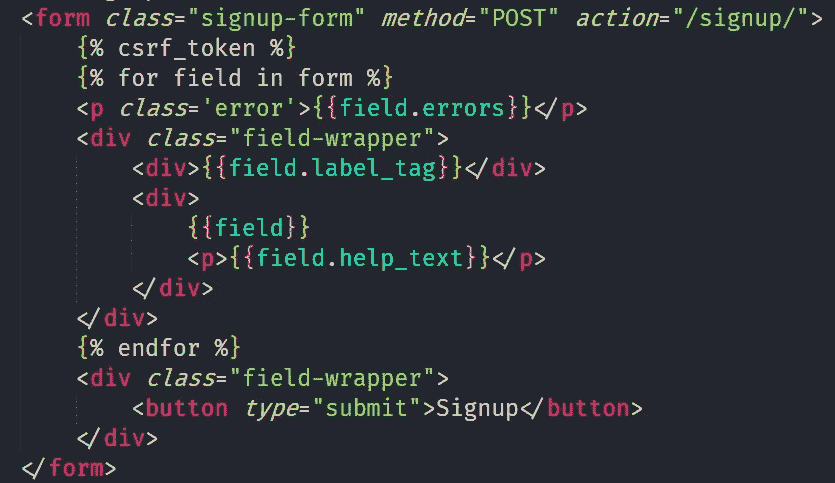 <form class="signup-form" method="POST" action="/signup/">
{% csrf_token %}
{% for field in form %}
<p class='error'>{{field.errors}}</p>
<div class="field-wrapper">
<div>{{field.label_tag}}</div>
<div>
{{field}}
<p>{{field.help_text}}</p>
</div>
</div>
{% endfor %}
<div class="field-wrapper">
<button type="submit">Signup</button>
</div>
</form>